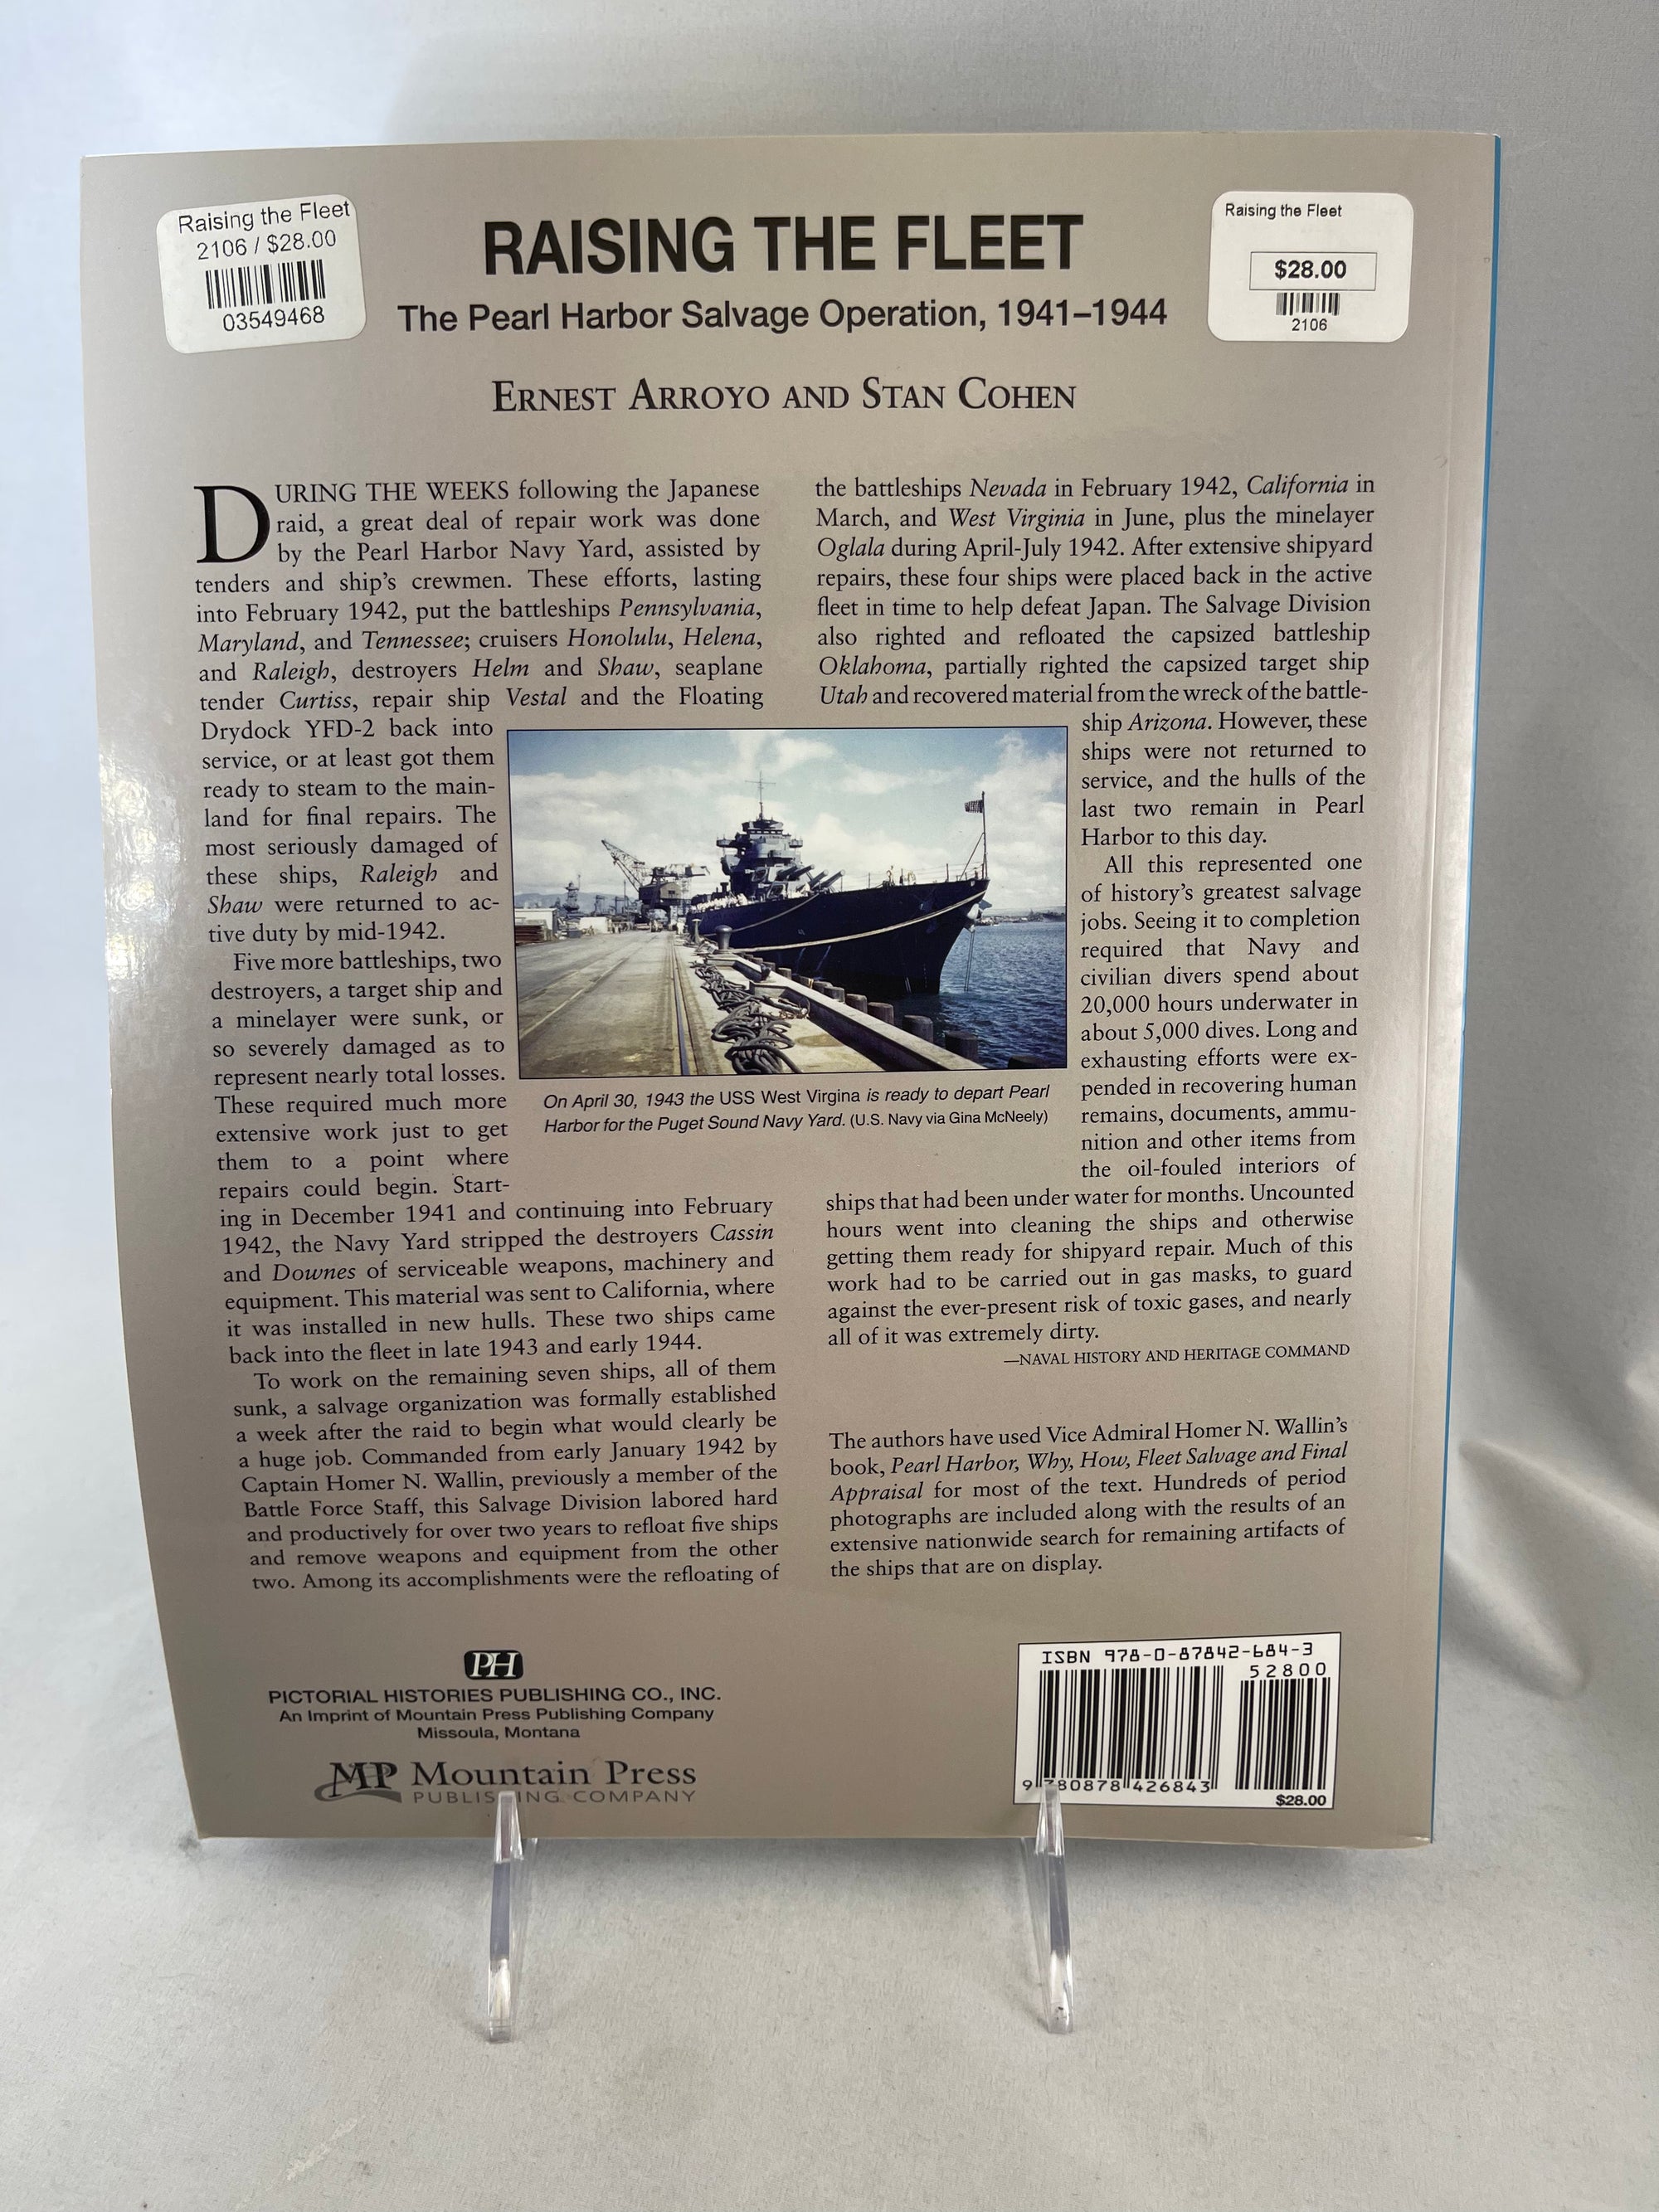 Raising the Fleet
2106 / $28.00
03549468
RAISING THE FLEET
The Pearl Harbor Salvage Operation, 1941–1944
Raising the Fleet
$28.00
2106
ERNEST ARROYO AND STAN COHEN
DURING THE WEEKS following the Japanese
raid, a great deal of repair work was done
by the Pearl Harbor Navy Yard, assisted by
tenders and ship's crewmen. These efforts, lasting
into February 1942, put the battleships Pennsylvania,
Maryland, and Tennessee; cruisers Honolulu, Helena,
and Raleigh, destroyers Helm and Shaw, seaplane
tender Curtiss, repair ship Vestal and the Floating
Drydock YFD-2 back into
service, or at least got them
ready to steam to the main-
land for final repairs. The
most seriously damaged of
these ships, Raleigh and
Shaw were returned to ac-
tive duty by mid-1942.
Five more battleships, two
destroyers, a target ship and
a minelayer were sunk, or
so severely damaged as to
represent nearly total losses.
These required much more
extensive work just to get
them to a point where
repairs could begin. Start-
ing in December 1941 and continuing into February
1942, the Navy Yard stripped the destroyers Cassin
and Downes of serviceable weapons, machinery and
equipment. This material was sent to California, where
it was installed in new hulls. These two ships came
back into the fleet in late 1943 and early 1944.
To work on the remaining seven ships, all of them
sunk, a salvage organization was formally established
a week after the raid to begin what would clearly be
a huge job. Commanded from early January 1942 by
Captain Homer N. Wallin, previously a member of the
Battle Force Staff, this Salvage Division labored hard
and productively for over two years to refloat five ships
and remove weapons and equipment from the other
two. Among its accomplishments were the refloating of
the battleships Nevada in February 1942, California in
March, and West Virginia in June, plus the minelayer
Oglala during April-July 1942. After extensive shipyard
repairs, these four ships were placed back in the active
fleet in time to help defeat Japan. The Salvage Division
also righted and refloated the capsized battleship
Oklahoma, partially righted the capsized target ship
Utah and recovered material from the wreck of the battle-
ship Arizona. However, these
ships were not returned to
service, and the hulls of the
last two remain in Pearl
Harbor to this day.
All this represented one
of history's greatest salvage
jobs. Seeing it to completion
required that Navy and
civilian divers spend about
20,000 hours underwater in
about 5,000 dives. Long and
exhausting efforts were ex-
pended in recovering human
remains, documents, ammu-
nition and other items from
the oil-fouled interiors of
ships that had been under water for months. Uncounted
hours went into cleaning the ships and otherwise
getting them ready for shipyard repair. Much of this
work had to be carried out in gas masks, to guard
against the ever-present risk of toxic gases, and nearly
all of it was extremely dirty.
—NAVAL HISTORY AND HERITAGE COMMAND
On April 30, 1943 the USS West Virgina is ready to depart Pearl
Harbor for the Puget Sound Navy Yard. (U.S. Navy via Gina McNeely)
The authors have used Vice Admiral Homer N. Wallin's
book, Pearl Harbor, Why, How, Fleet Salvage and Final
Appraisal for most of the text. Hundreds of period
photographs are included along with the results of an
extensive nationwide search for remaining artifacts of
the ships that are on display.
PH
PICTORIAL HISTORIES PUBLISHING CO., INC.
An Imprint of Mountain Press Publishing Company
Missoula, Montana
MP Mountain Press
PUBLISHING COMPANY
ISBN 978-0-87842-684-3
52800
9 780878 426843
$28.00